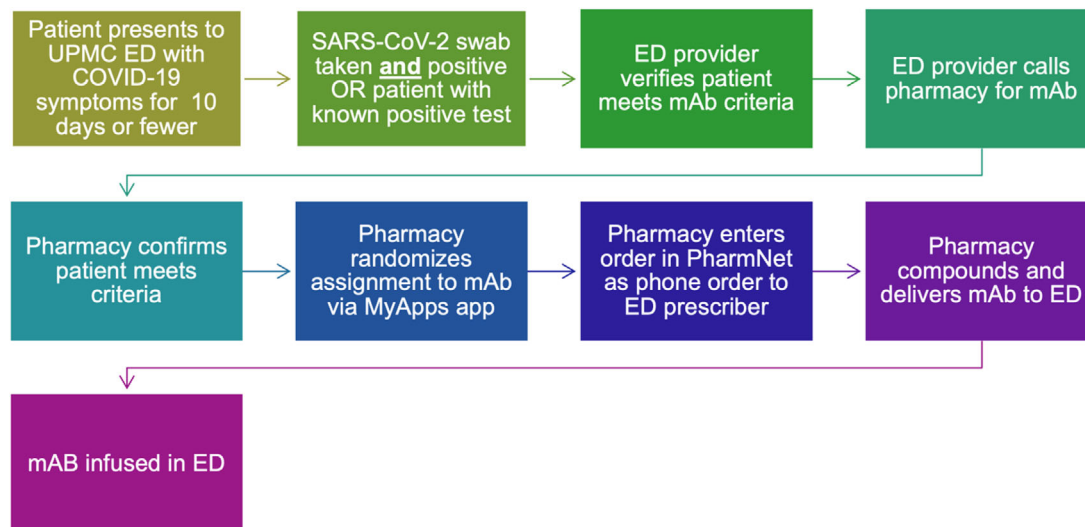 Patient presents to
UPMC ED with
COVID-19
symptoms for 10
days or fewer
SARS-CoV-2 swab
taken and positive
OR patient with
known positive test
ED provider
verifies patient
meets mAb criteria
ED provider calls
pharmacy for mAb
Pharmacy confirms
patient meets
criteria
Pharmacy
randomizes
assignment to mAb
via MyApps app
Pharmacy enters
order in PharmNet
as phone order to
ED prescriber
Pharmacy
compounds and
delivers mAb to ED
mAB infused in ED